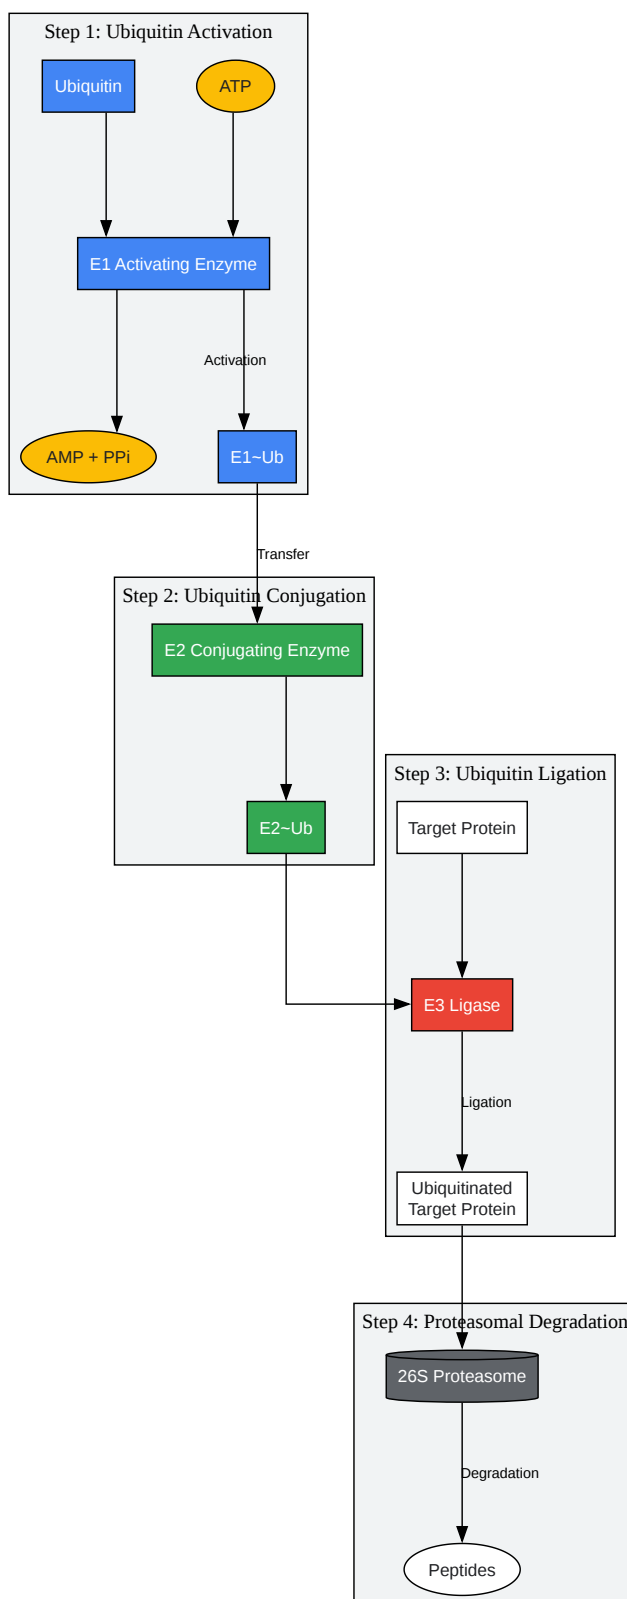 Step 1: Ubiquitin Activation
Ubiquitin
ATP
E1 Activating Enzyme
Activation
AMP + PPi
E1~Ub
Transfer
Step 2: Ubiquitin Conjugation
E2 Conjugating Enzyme
E2~Ub
Step 3: Ubiquitin Ligation
Target Protein
E3 Ligase
Ligation
Ubiquitinated
Target Protein
Step 4: Proteasomal Degradation
26S Proteasome
Degradation
Peptides